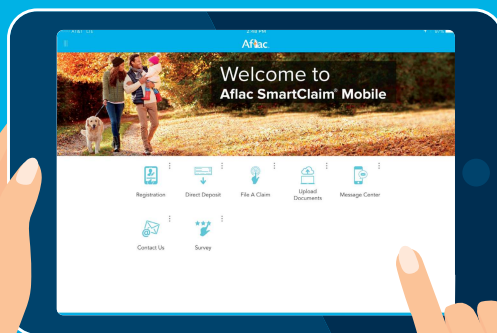 AT&T LTE 2:48 PM
Aflac
Welcome to
Aflac SmartClaim® Mobile
Registration Direct Deposit File A Claim Upload Documents Message Center
Contact Us Survey